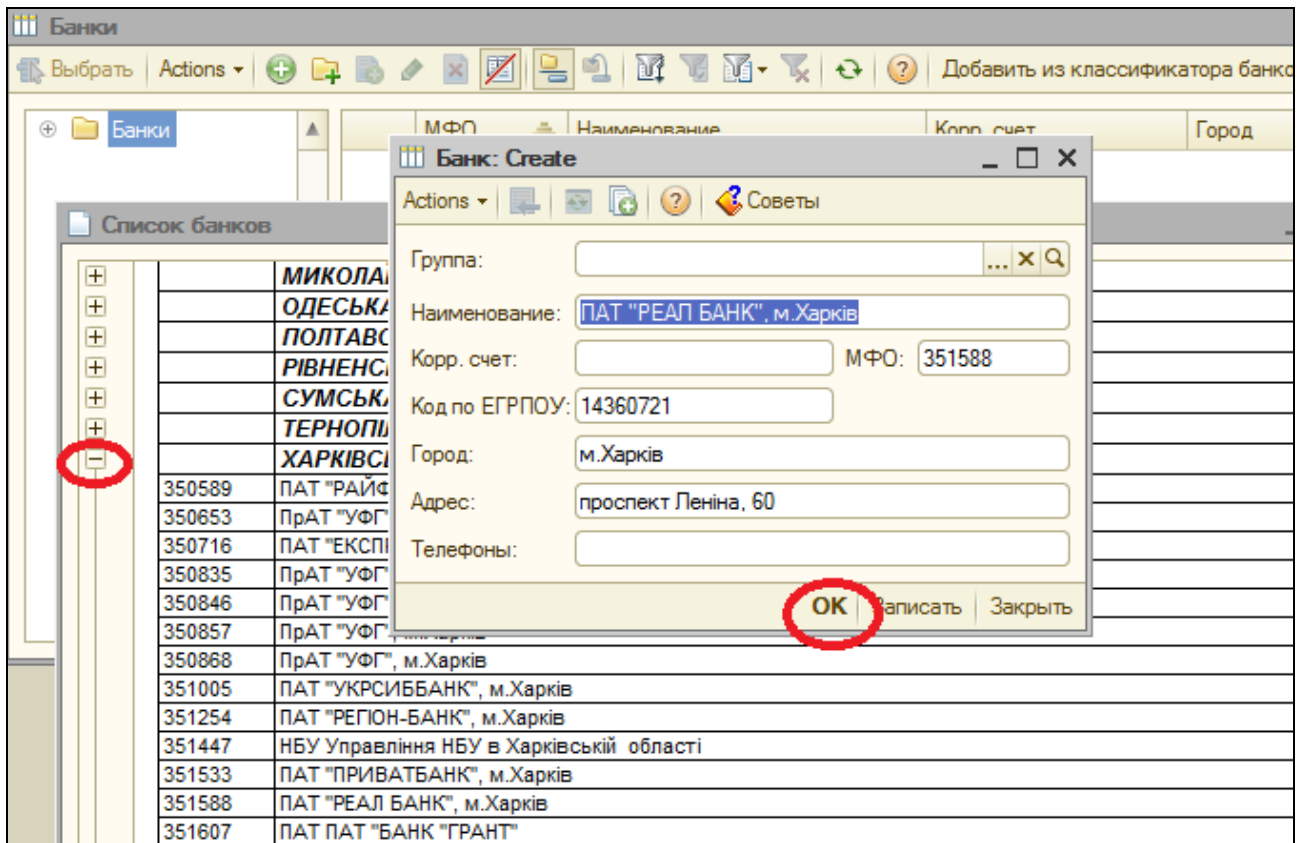 Банки
Выбрать Actions Добавить из классификатора банко
Банки МФО Наименование Корр. счет Город
Банк: Create
Actions Советы
Список банков
Группа:
Наименование: ПАТ "РЕАЛ БАНК", м.Харків
Корр. счет: МФО: 351588
Код по ЕГРПОУ: 14360721
Город: м.Харків
Адрес: проспект Леніна, 60
Телефоны:
OK Записать Закрыть
МИКОЛА
ОДЕСЬКА
ПОЛТАВС
РІВНЕНС
СУМСЬК
ТЕРНОПІ
ХАРКІВС
350589 ПАТ "РАЙФ
350653 ПрАТ "УФГ"
350716 ПАТ "ЕКСП
350835 ПрАТ "УФГ"
350846 ПрАТ "УФГ"
350857 ПрАТ "УФГ", м.Харків
350868 ПрАТ "УФГ", м.Харків
351005 ПАТ "УКРСИББАНК", м.Харків
351254 ПАТ "РЕГІОН-БАНК", м.Харків
351447 НБУ Управління НБУ в Харківській області
351533 ПАТ "ПРИВАТБАНК", м.Харків
351588 ПАТ "РЕАЛ БАНК", м.Харків
351607 ПАТ ПАТ "БАНК "ГРАНТ"